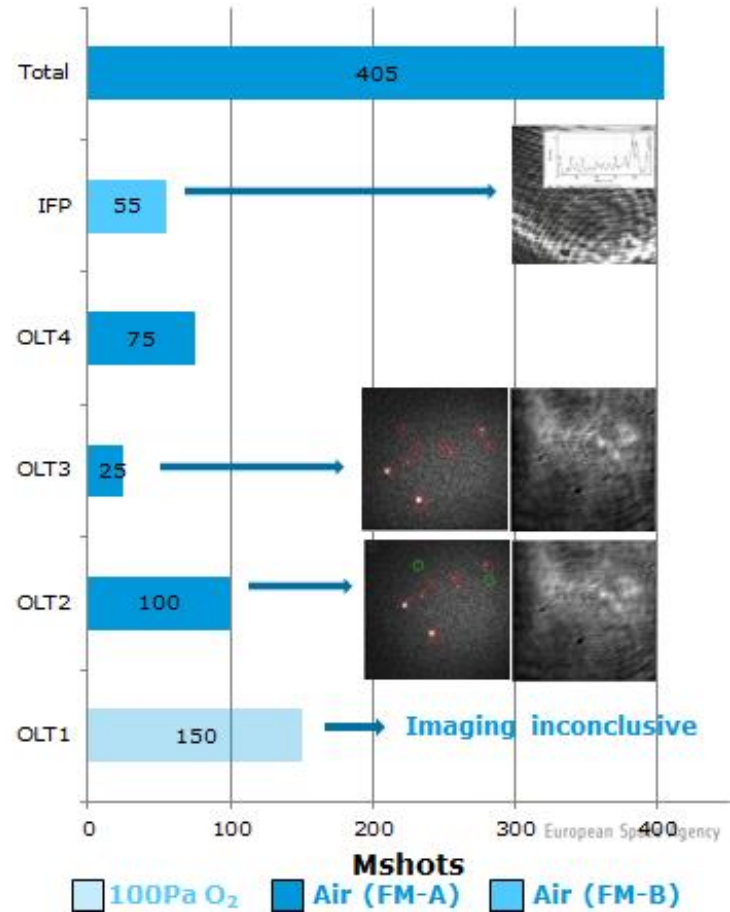 Total
405
IFP
55
OLT4
75
OLT3
25
OLT2
100
OLT1
150
Imaging inconclusive
0 100 200 300 400
European Space Agency
Mshots
100Pa O₂ Air (FM-A) Air (FM-B)